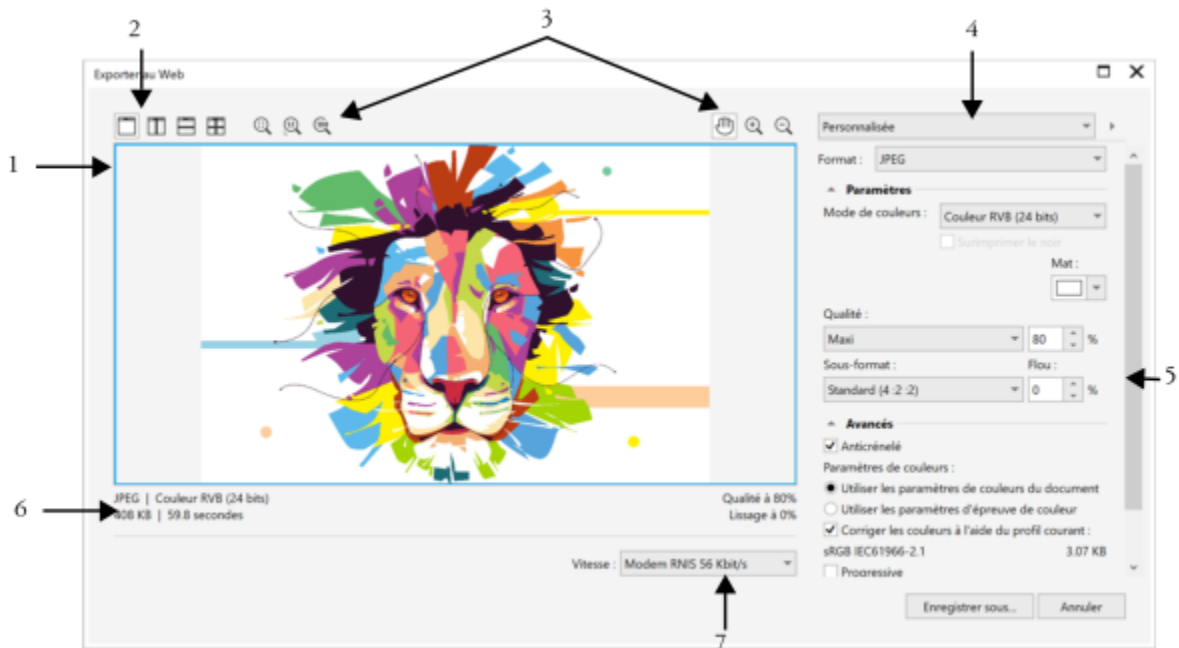 2
3
4
Exporter au Web
Personnalisée
1
Format : JPEG
Paramètres
Mode de couleurs : Couleur RVB (24 bits)
Surimprimer le noir
Mat :
Qualité :
Maxi 80 %
Sous-format : Flou :
Standard (4 :2 :2) 0 %
5
Avancés
Anticrénelé
Paramètres de couleurs :
Utiliser les paramètres de couleurs du document
Utiliser les paramètres d'épreuve de couleur
Corriger les couleurs à l'aide du profil courant :
sRGB IEC61966-2.1 3.07 KB
Progressive
JPEG | Couleur RVB (24 bits) Qualité à 80%
6
408 KB | 59.8 secondes Lissage à 0%
Vitesse : Modem RNIS 56 Kbit/s
Enregistrer sous... Annuler
7